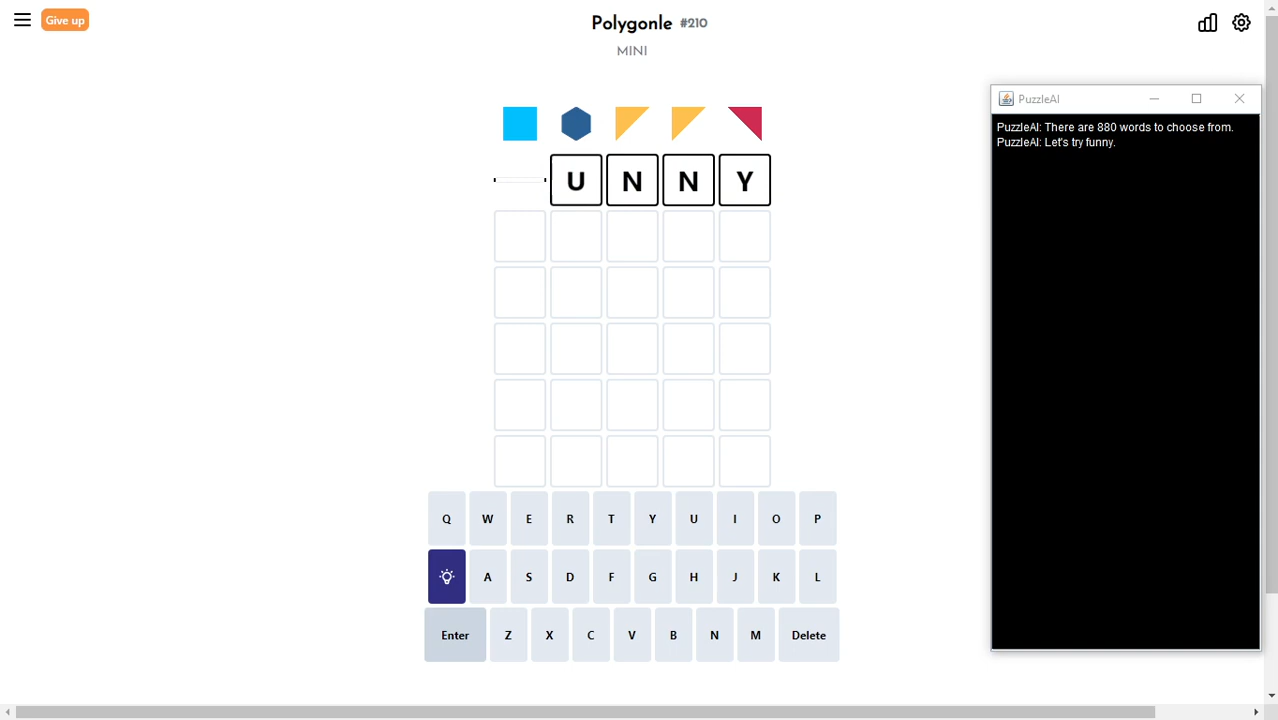 Give up
Polygonle #210
MINI
PuzzleAI
PuzzleAI: There are 880 words to choose from.
PuzzleAI: Let's try funny.
U N N Y
Q W E R T Y U I O P
A S D F G H J K L
Enter Z X C V B N M Delete